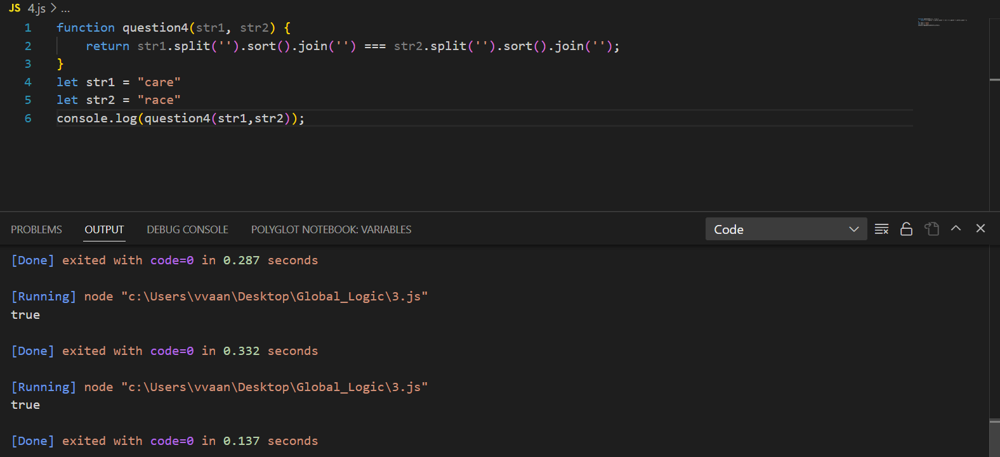 JS 4.js > ...
1 function question4(str1, str2) {
2 return str1.split('').sort().join('') === str2.split('').sort().join('');
3 }
4 let str1 = "care"
5 let str2 = "race"
6 console.log(question4(str1,str2));
PROBLEMS OUTPUT DEBUG CONSOLE POLYGLOT NOTEBOOK: VARIABLES Code
[Done] exited with code=0 in 0.287 seconds
[Running] node "c:\Users\vvaan\Desktop\Global_Logic\3.js"
true
[Done] exited with code=0 in 0.332 seconds
[Running] node "c:\Users\vvaan\Desktop\Global_Logic\3.js"
true
[Done] exited with code=0 in 0.137 seconds